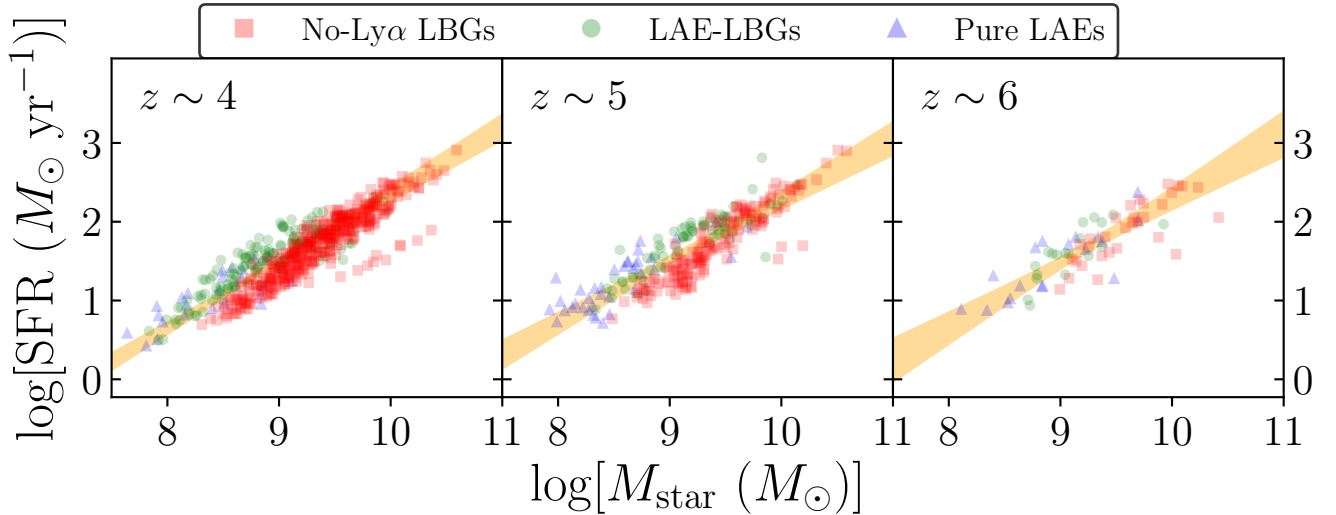 No-Lyα LBGs LAE-LBGs Pure LAEs
z ∼ 4 z ∼ 5 z ∼ 6
log[SFR (M⊙ yr⁻¹)]
3 3
2 2
1 1
0 0
8 9 10 11 8 9 10 11 8 9 10 11
log[Mstar (M⊙)]